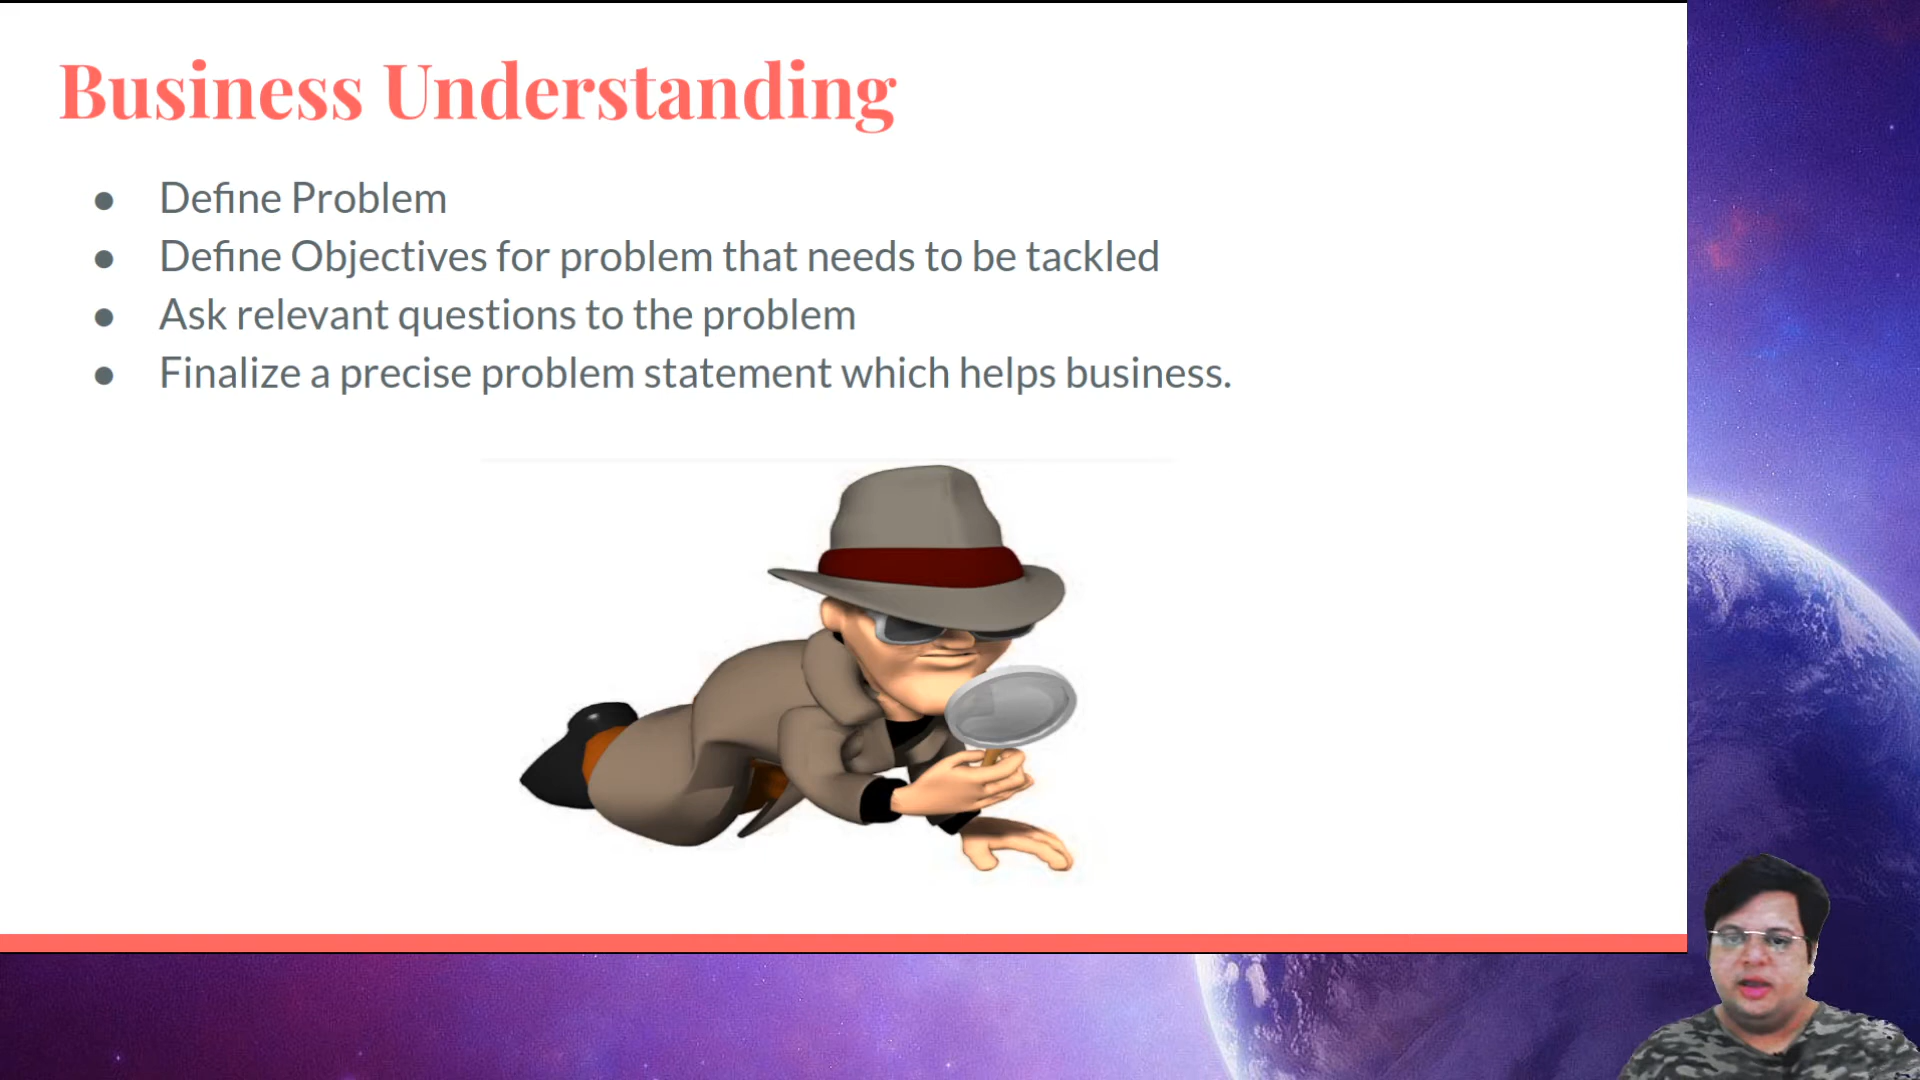 Business Understanding
● Define Problem
● Define Objectives for problem that needs to be tackled
● Ask relevant questions to the problem
● Finalize a precise problem statement which helps business.